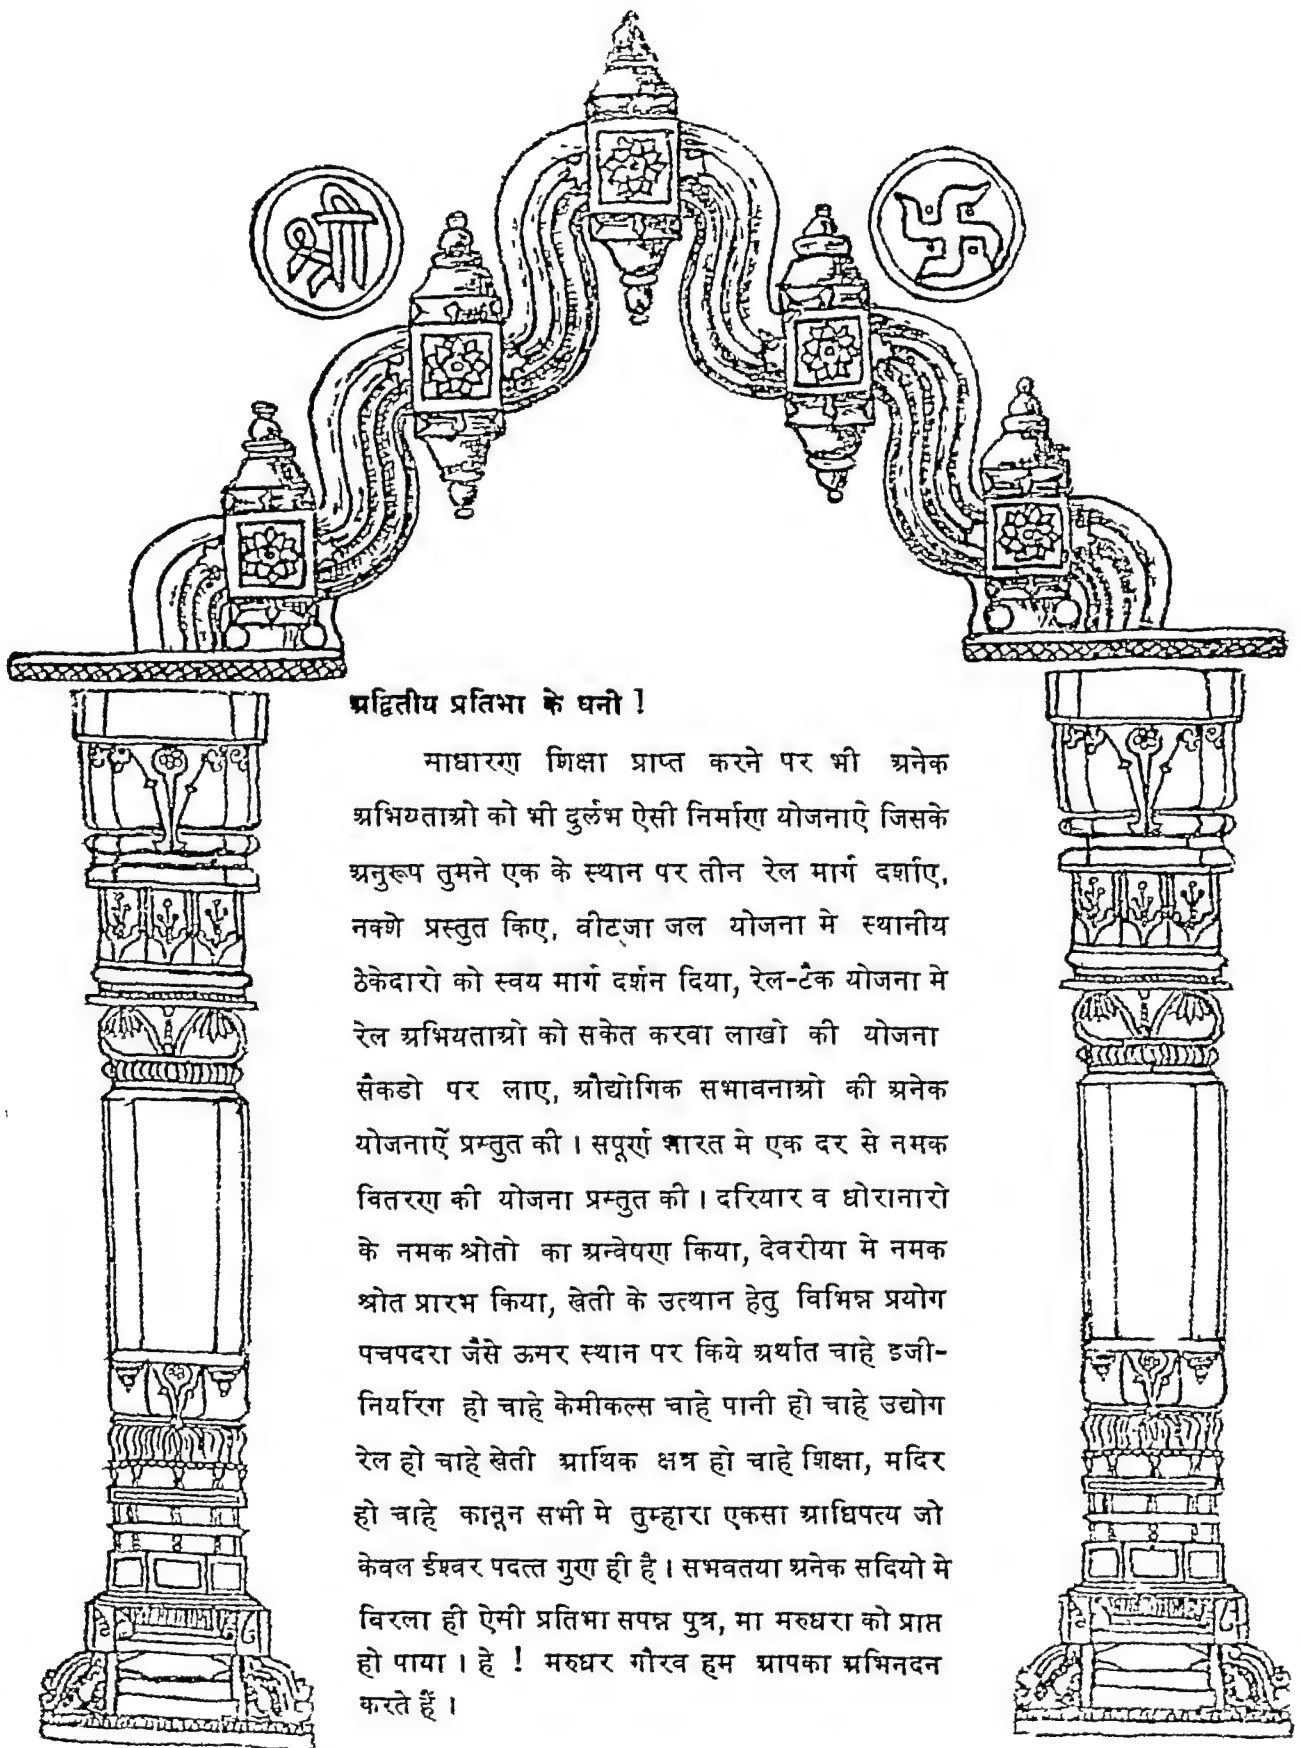 श्री
अद्वितीय प्रतिभा के धनी !
साधारण शिक्षा प्राप्त करने पर भी अनेक
अभियताओ को भी दुर्लभ ऐसी निर्माण योजनाऐ जिसके
अनुरूप तुमने एक के स्थान पर तीन रेल मार्ग दर्शाए,
नक्शे प्रस्तुत किए, वीटूजा जल योजना मे स्थानीय
ठेकेदारो को स्वय मार्ग दर्शन दिया, रेल-टैक योजना मे
रेल अभियताओ को सकेत करवा लाखो की योजना
सैकडो पर लाए, औद्योगिक सभावनाओ की अनेक
योजनाऐं प्रस्तुत की । सपूर्ण भारत मे एक दर से नमक
वितरण की योजना प्रस्तुत की । दरियार व धोरानारो
के नमक श्रोतो का अन्वेषण किया, देवरीया मे नमक
श्रोत प्रारभ किया, खेती के उत्थान हेतु विभिन्न प्रयोग
पचपदरा जैसे ऊसर स्थान पर किये अर्थात चाहे इजी-
नियरिंग हो चाहे केमीकल्स चाहे पानी हो चाहे उद्योग
रेल हो चाहे खेती आर्थिक क्षत्र हो चाहे शिक्षा, मदिर
हो चाहे कानून सभी मे तुम्हारा एकसा आधिपत्य जो
केवल ईश्वर पदत्त गुण ही है । सभवतया अनेक सदियो मे
विरला ही ऐसी प्रतिभा सपन्न पुत्र, मा मरुधरा को प्राप्त
हो पाया । हे ! मरुधर गौरव हम आपका अभिनदन
करते हैं ।